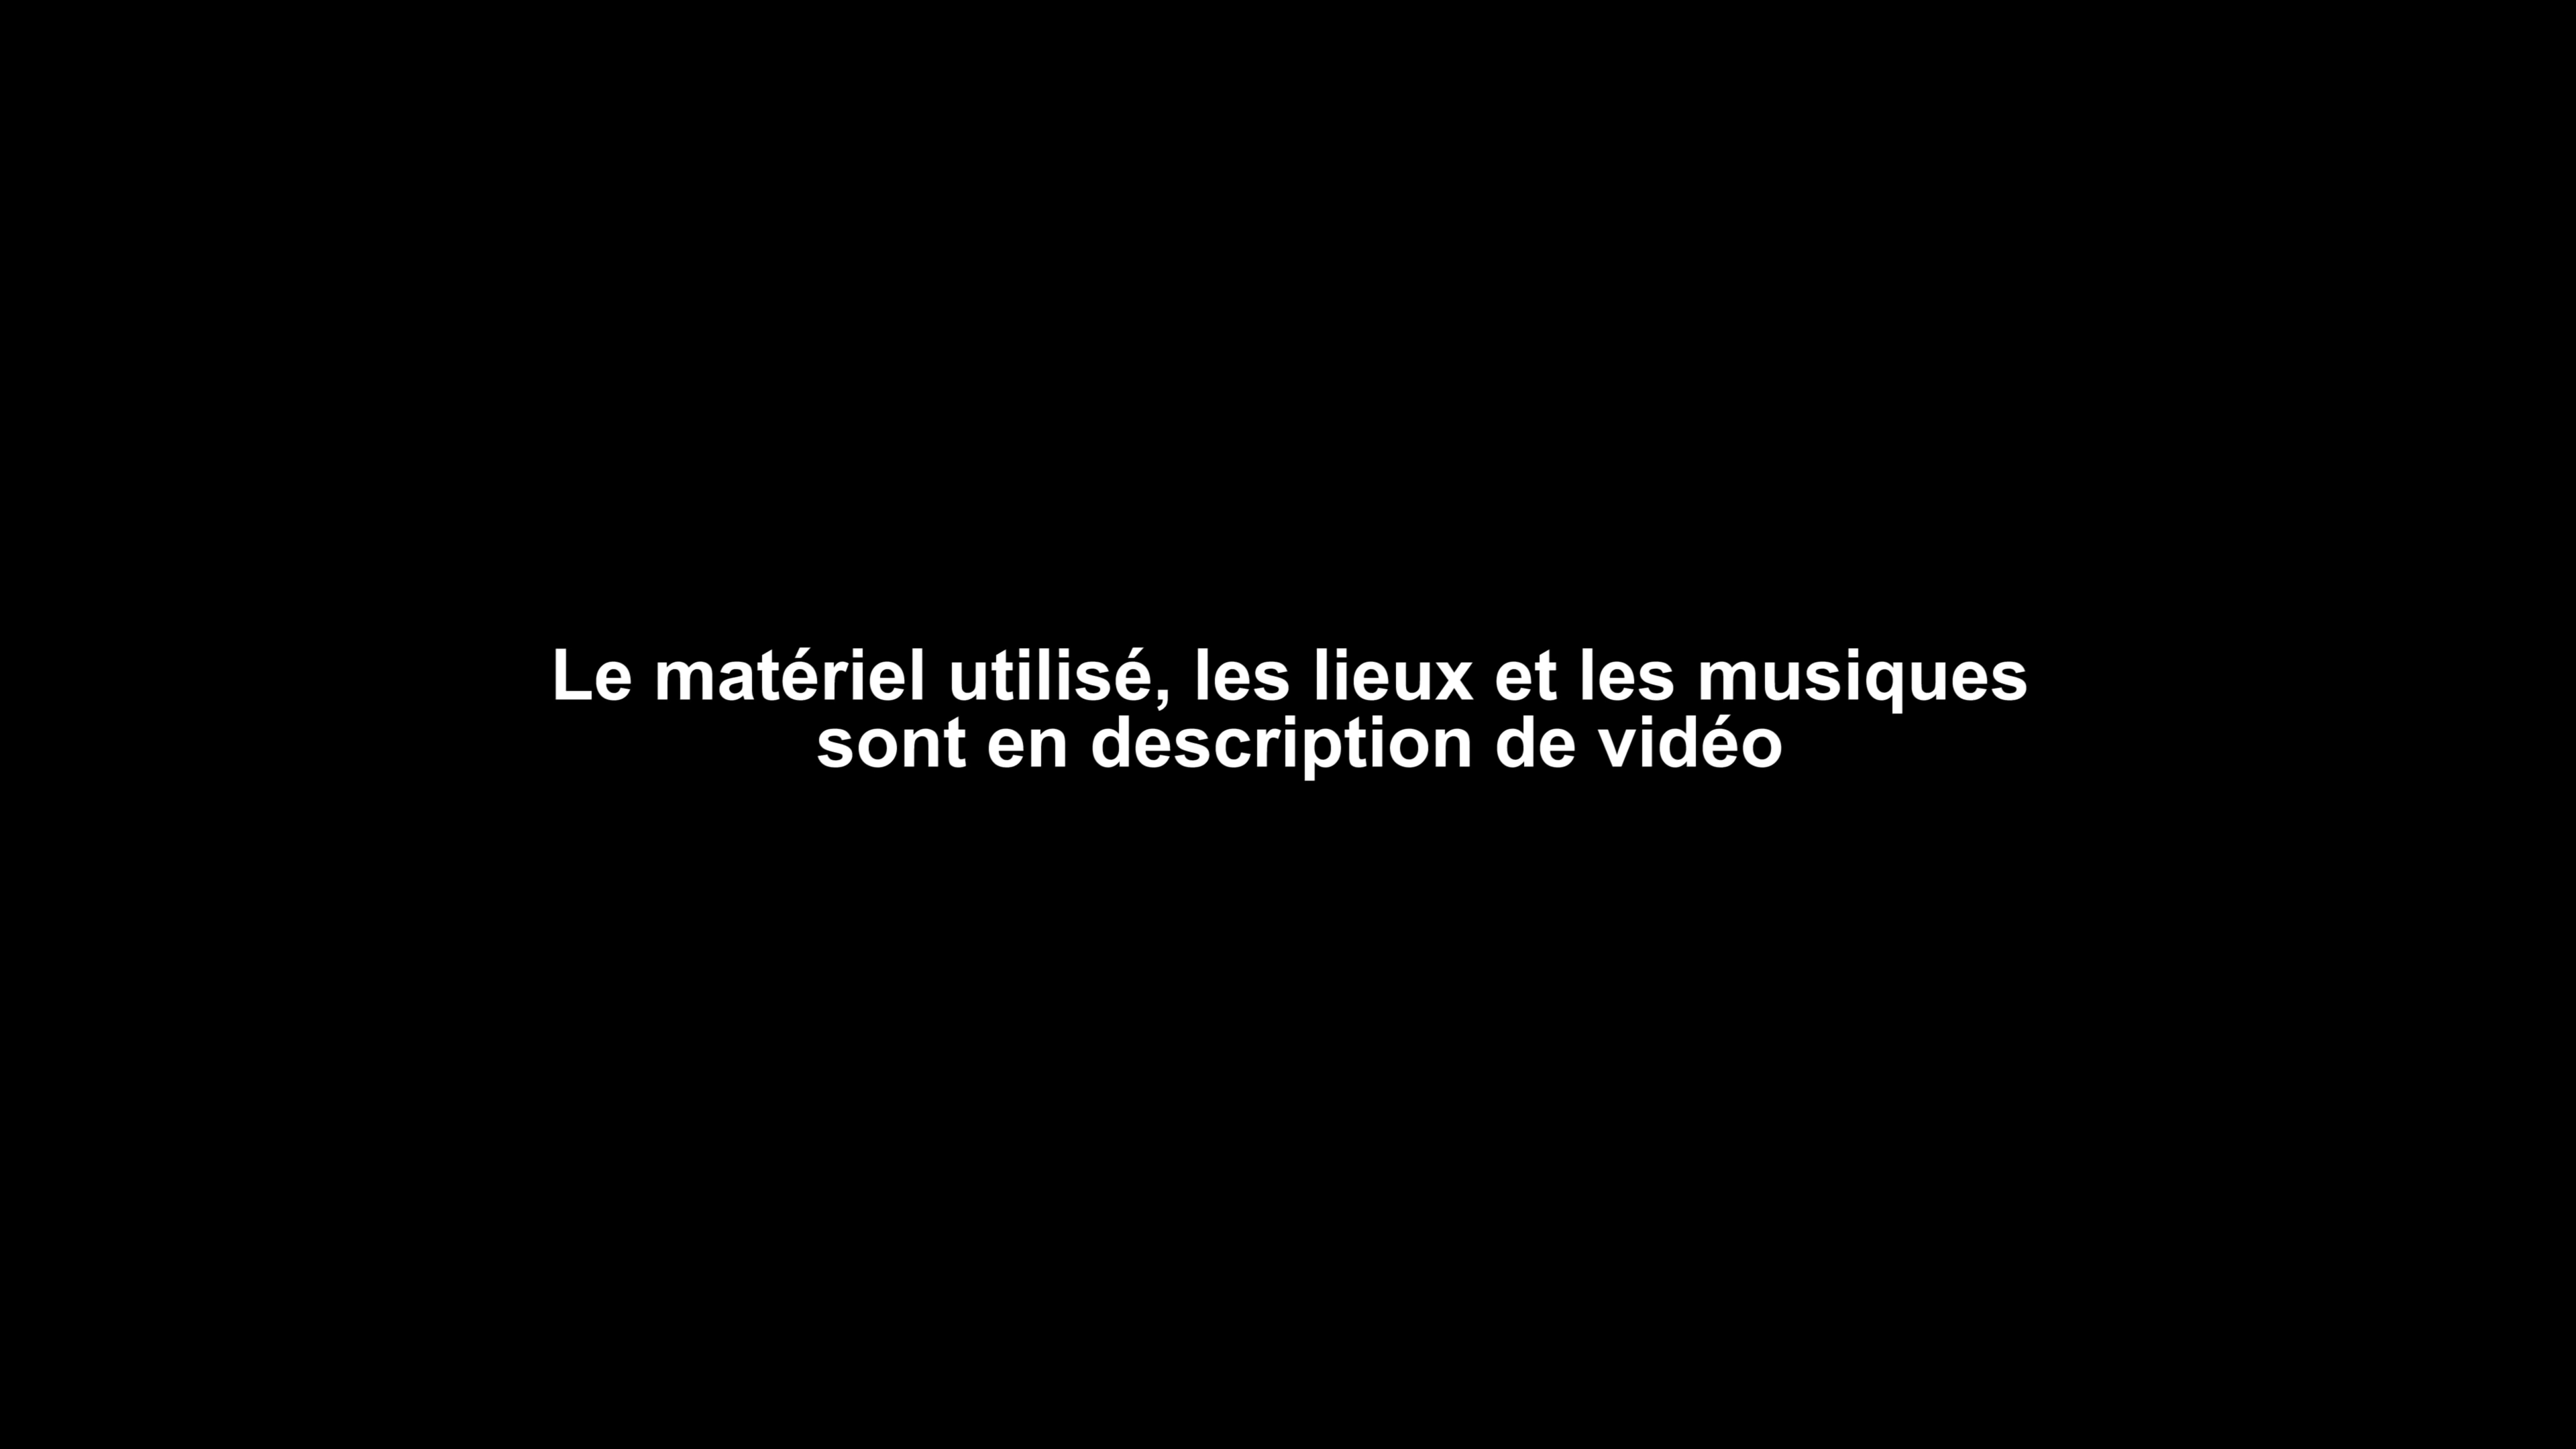 Le matériel utilisé, les lieux et les musiques
sont en description de vidéo